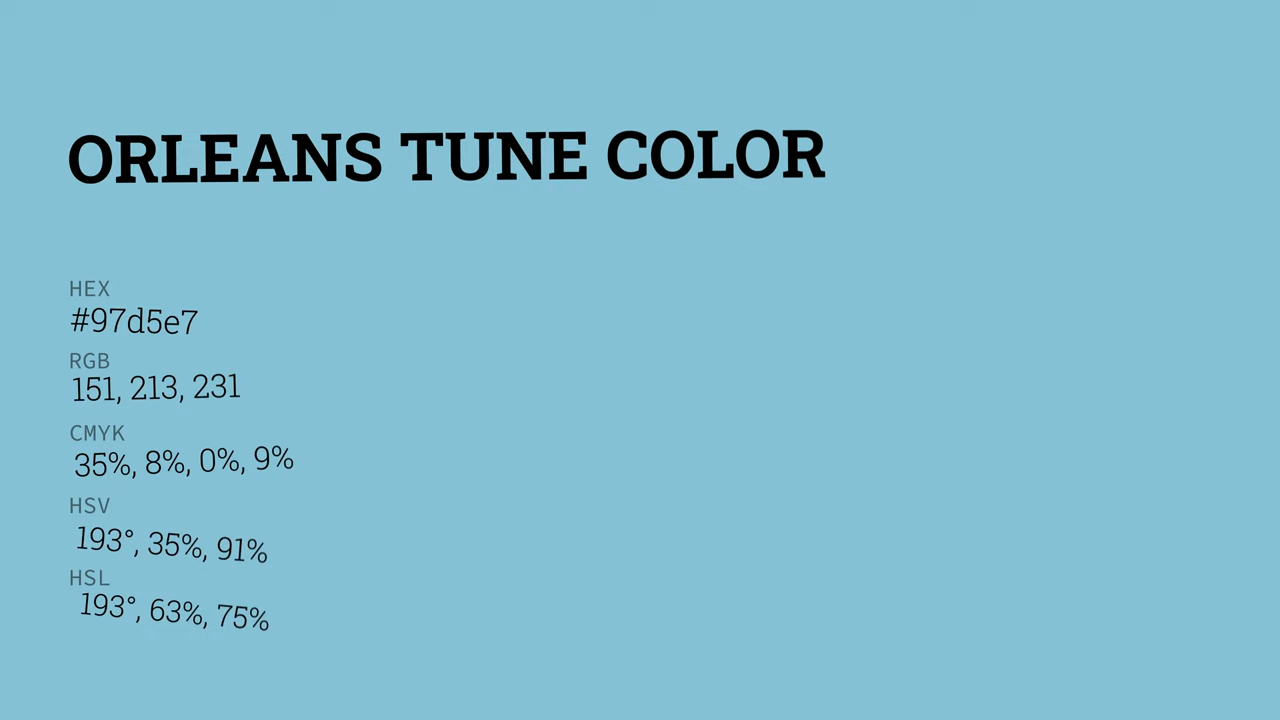 ORLEANS TUNE COLOR
HEX
#97d5e7
RGB
151, 213, 231
CMYK
35%, 8%, 0%, 9%
HSV
193°, 35%, 91%
HSL
193°, 63%, 75%